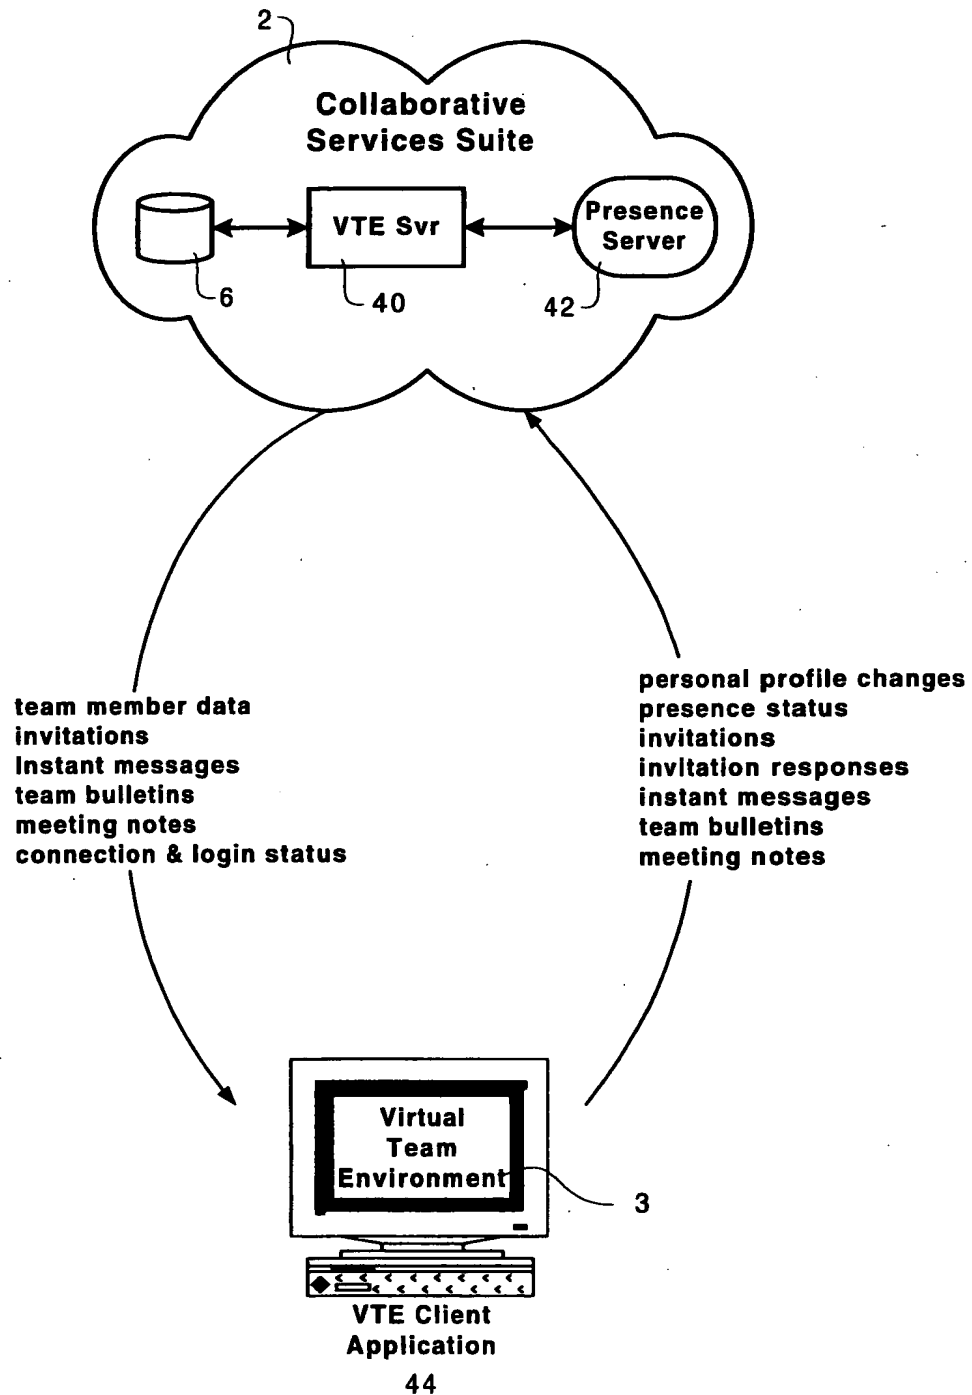 2
Collaborative
Services Suite
VTE Svr
Presence
Server
6
40
42
team member data
invitations
Instant messages
team bulletins
meeting notes
connection & login status
personal profile changes
presence status
invitations
invitation responses
instant messages
team bulletins
meeting notes
Virtual
Team
Environment
3
VTE Client
Application
44